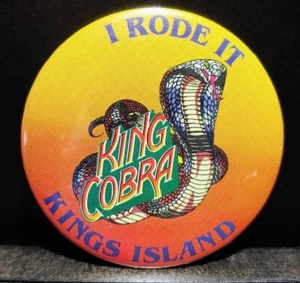 I RODE IT
KING
COBRA
KINGS ISLAND